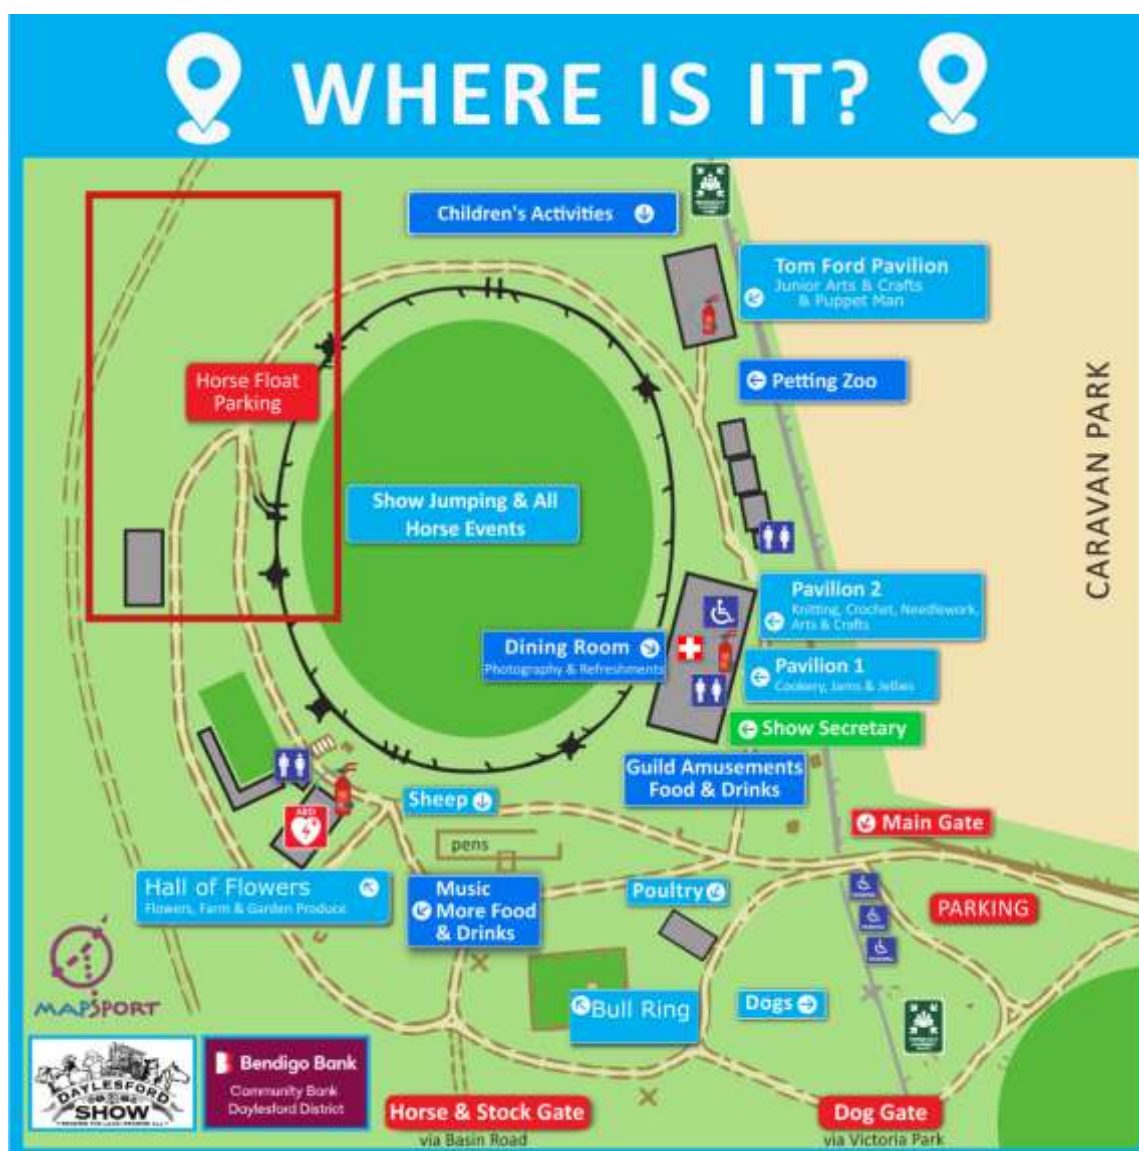 WHERE IS IT?
Children's Activities
Tom Ford Pavilion
Junior Arts & Crafts
& Puppet Man
Horse Float
Parking
Petting Zoo
CARAVAN PARK
Show Jumping & All
Horse Events
Pavilion 2
Knitting, Crochet, Needlework,
Arts & Crafts
Dining Room
Photography & Refreshments
Pavilion 1
Cookery, Jams & Jellies
Show Secretary
Guild Amusements
Food & Drinks
Sheep
AED
Main Gate
pens
Hall of Flowers
Flowers, Farm & Garden Produce
Music
More Food
& Drinks
Poultry
PARKING
MAPSPORT
Bull Ring
Dogs
DAYLESFORD
SHOW
Bendigo Bank
Community Bank
Daylesford District
Horse & Stock Gate
via Basin Road
Dog Gate
via Victoria Park